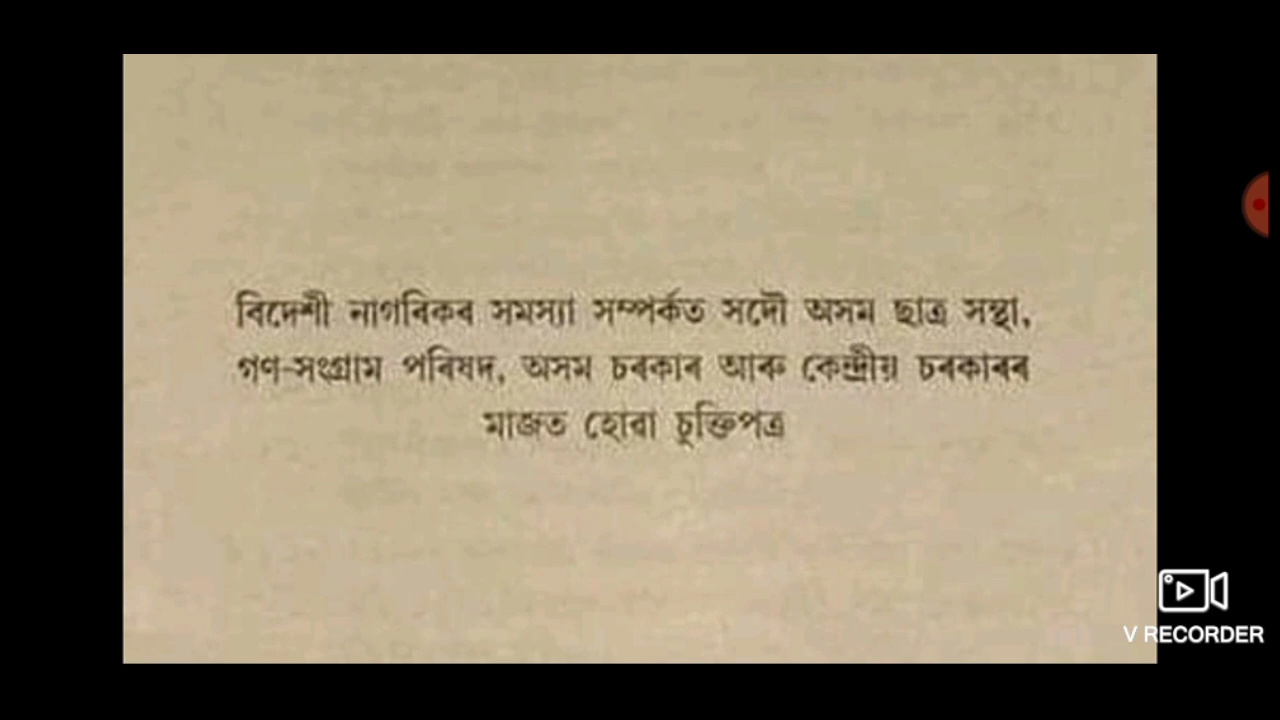 বিদেশী নাগৰিকৰ সমস্যা সম্পৰ্কত সদৌ অসম ছাত্ৰ সন্থা,
গণ-সংগ্ৰাম পৰিষদ, অসম চৰকাৰ আৰু কেন্দ্ৰীয় চৰকাৰৰ
মাজত হোৱা চুক্তিপত্ৰ
V RECORDER